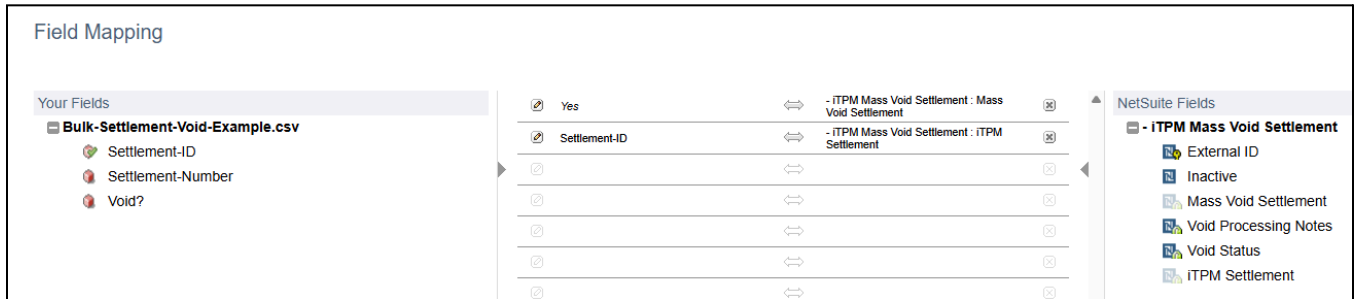 Field Mapping
Your Fields
Bulk-Settlement-Void-Example.csv
Settlement-ID
Settlement-Number
Void?
Yes
- iTPM Mass Void Settlement : Mass
Void Settlement
Settlement-ID
- iTPM Mass Void Settlement : iTPM
Settlement
NetSuite Fields
- iTPM Mass Void Settlement
External ID
Inactive
Mass Void Settlement
Void Processing Notes
Void Status
iTPM Settlement